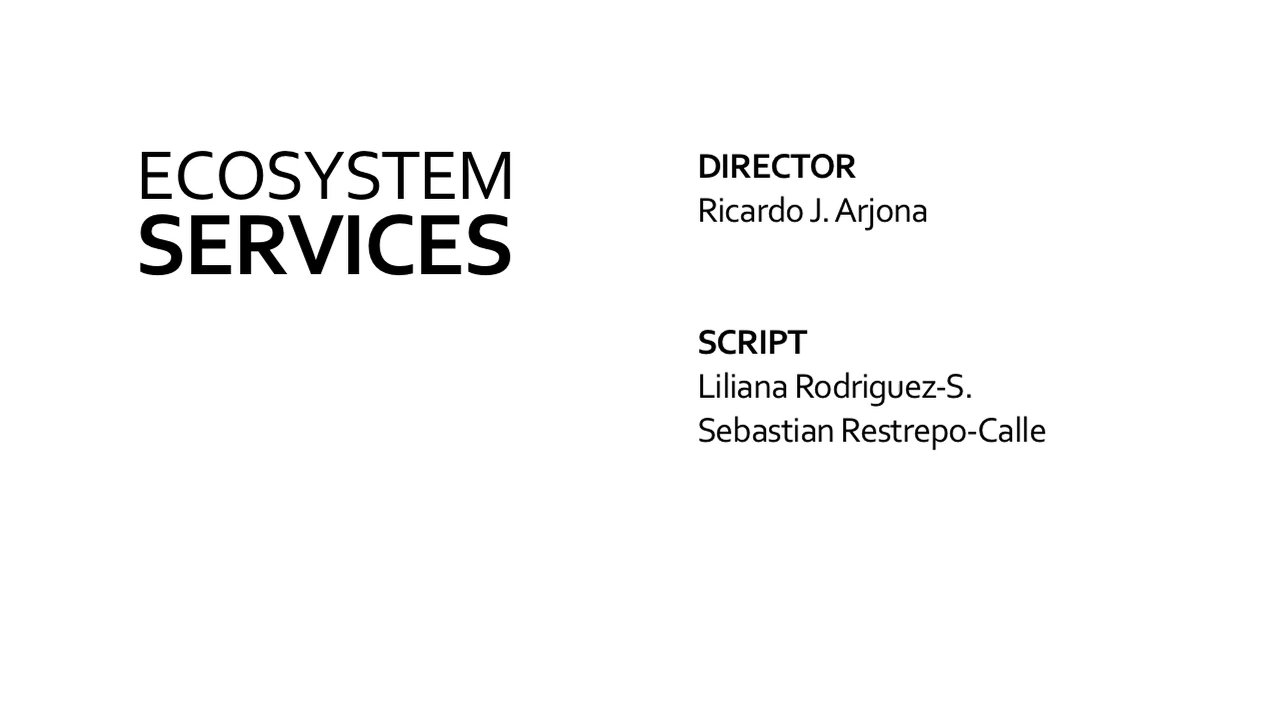 ECOSYSTEM
SERVICES
DIRECTOR
Ricardo J. Arjona
SCRIPT
Liliana Rodriguez-S.
Sebastian Restrepo-Calle